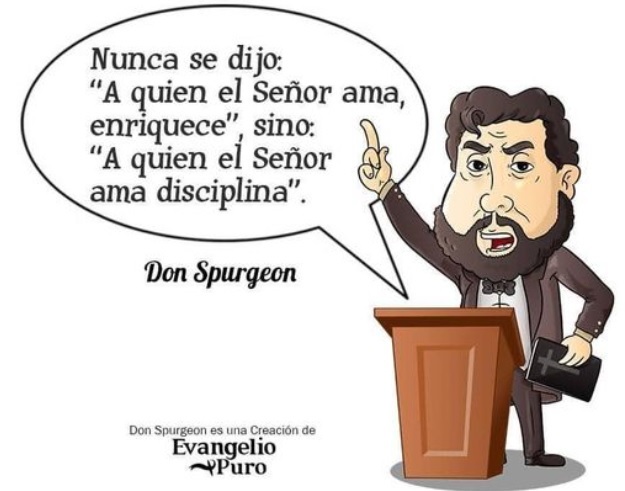 Nunca se dijo:
“A quien el Señor ama,
enriquece”, sino:
“A quien el Señor
ama disciplina”.
Don Spurgeon
Don Spurgeon es una Creación de
Evangelio
Puro